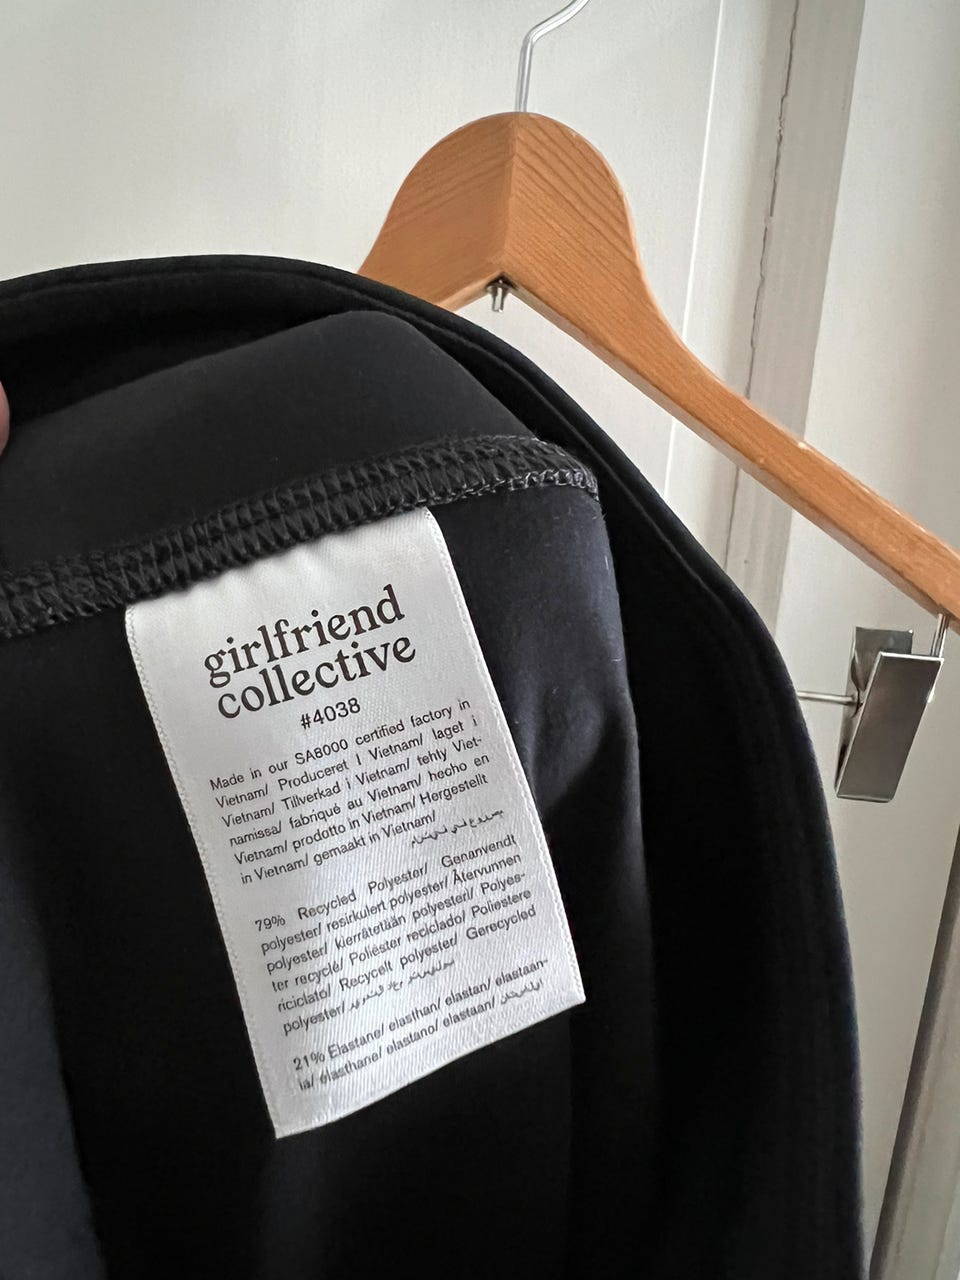 girlfriend
collective
#4038
Made in our SA8000 certified factory in
Vietnam/ Produceret I Vietnam/ laget i
Vietnam/ Tillverkad i Vietnam/ tehty Viet-
namissa/ fabriqué au Vietnam/ hecho en
Vietnam/ prodotto in Vietnam/ Hergestellt
in Vietnam/ gemaakt in Vietnam/
79% Recycled Polyester/ Genanvendt
polyester/ resirkulert polyester/ Återvunnen
polyester/ kierrätetään polyesteri/ Polyes-
ter recyclé/ Poliéster reciclado/ Poliestere
riciclato/ Recycelt polyester/ Gerecycled
polyester/
21% Elastane/ elasthan/ elastan/ elastaan-
ia/ élasthane/ elastano/ elastaan/